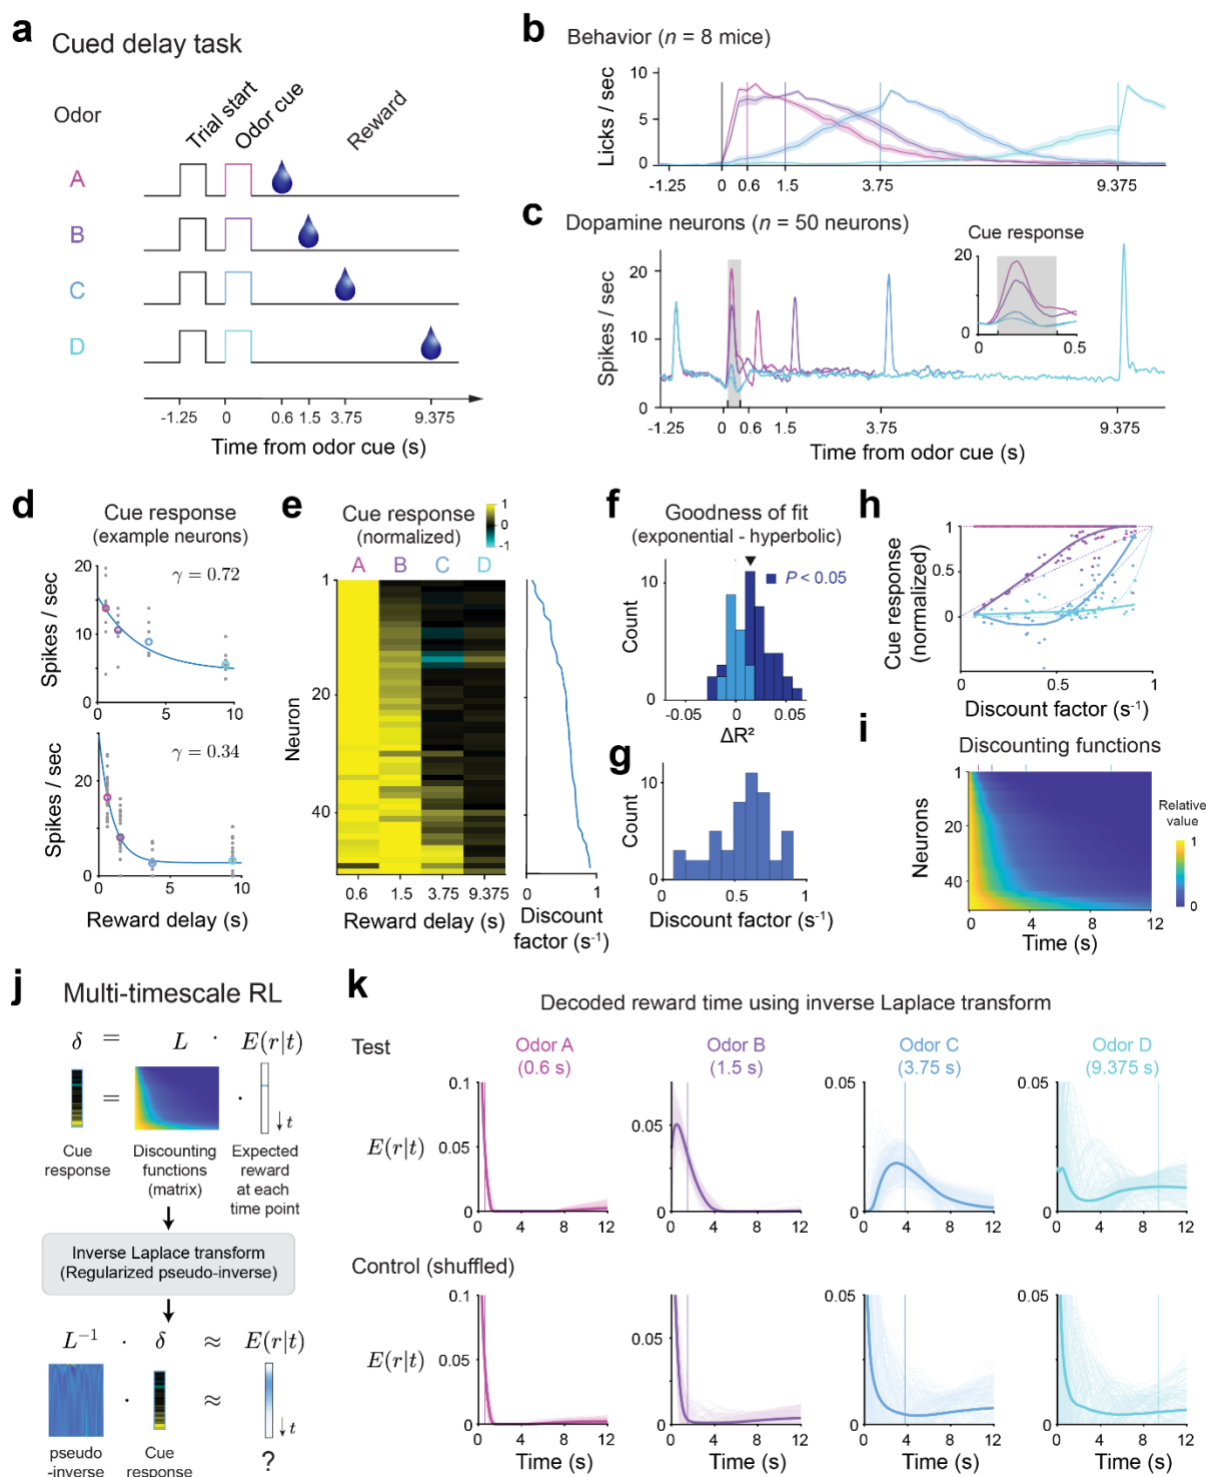 a
Cued delay task
Odor
Trial start
Odor cue
Reward
A
B
C
D
-1.25 0 0.6 1.5 3.75 9.375
Time from odor cue (s)
b
Behavior (n = 8 mice)
Licks / sec
10
5
0
-1.25 0 0.6 1.5 3.75 9.375
c
Dopamine neurons (n = 50 neurons)
Spikes / sec
20
10
0
-1.25 0 0.6 1.5 3.75 9.375
Time from odor cue (s)
Cue response
20
0
0 0.5
d
Cue response
(example neurons)
Spikes / sec
20
10
0
γ = 0.72
0 5 10
Spikes / sec
20
0
γ = 0.34
0 5 10
Reward delay (s)
e
Cue response
(normalized)
1
0
-1
A B C D
Neuron
1
20
40
0.6 1.5 3.75 9.375
Reward delay (s)
0 1
Discount
factor (s⁻¹)
f
Goodness of fit
(exponential - hyperbolic)
P < 0.05
Count
10
0
-0.05 0 0.05
ΔR²
g
Count
10
0
0 0.5 1
Discount factor (s⁻¹)
h
Cue response
(normalized)
1
0
0 0.5 1
Discount factor (s⁻¹)
i
Discounting functions
Neurons
1
20
40
0 4 8 12
Time (s)
Relative
value
1
0
j
Multi-timescale RL
δ = L · E(r|t)
= · t
Cue
response
Discounting
functions
(matrix)
Expected
reward
at each
time point
Inverse Laplace transform
(Regularized pseudo-inverse)
L⁻¹ · δ ≈ E(r|t)
· ≈ t
pseudo
-inverse
Cue
response
?
k
Decoded reward time using inverse Laplace transform
Test
Odor A
(0.6 s)
Odor B
(1.5 s)
Odor C
(3.75 s)
Odor D
(9.375 s)
E(r|t)
0.1
0.05
0
0 4 8 12
0.05
0
0 4 8 12
0.05
0
0 4 8 12
0.05
0
0 4 8 12
Control (shuffled)
E(r|t)
0.1
0.05
0
0 4 8 12
Time (s)
0.05
0
0 4 8 12
Time (s)
0.05
0
0 4 8 12
Time (s)
0.05
0
0 4 8 12
Time (s)